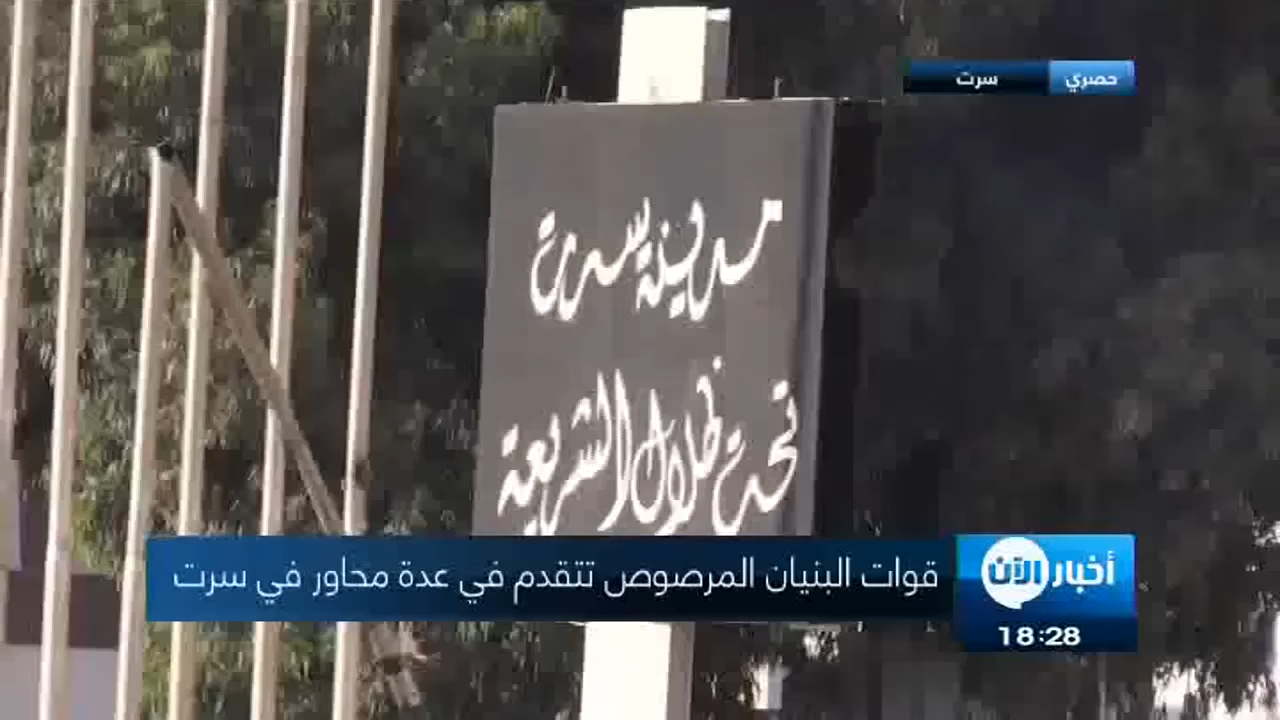 حصري
سرت
مدينة سرت
تحت ظلال الشريعة
قوات البنيان المرصوص تتقدم في عدة محاور في سرت
أخبار الآن
18:28